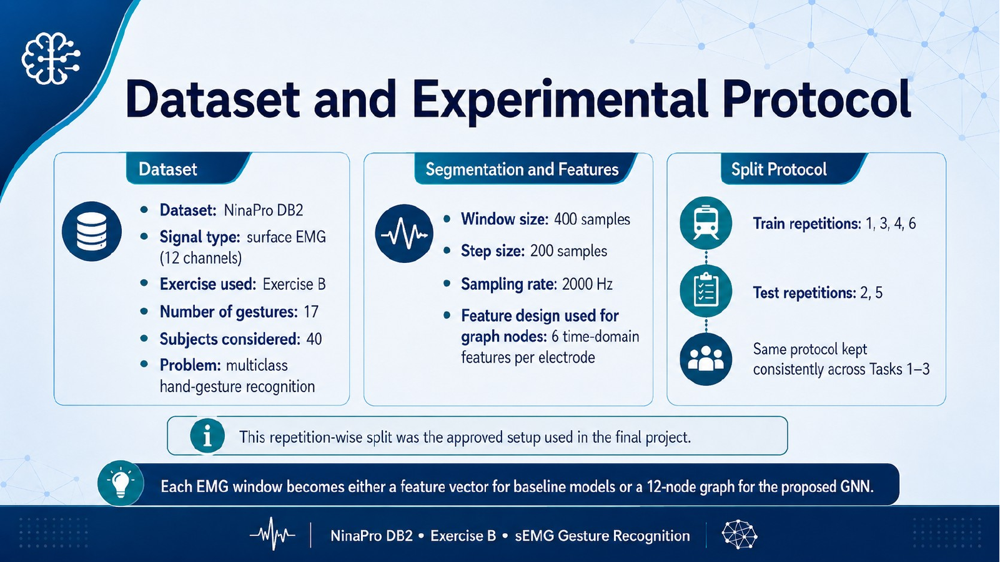 Dataset and Experimental Protocol
Dataset
Dataset: NinaPro DB2
Signal type: surface EMG
(12 channels)
Exercise used: Exercise B
Number of gestures: 17
Subjects considered: 40
Problem: multiclass
hand-gesture recognition
Segmentation and Features
Window size: 400 samples
Step size: 200 samples
Sampling rate: 2000 Hz
Feature design used for
graph nodes: 6 time-domain
features per electrode
Split Protocol
Train repetitions: 1, 3, 4, 6
Test repetitions: 2, 5
Same protocol kept
consistently across Tasks 1–3
i This repetition-wise split was the approved setup used in the final project.
Each EMG window becomes either a feature vector for baseline models or a 12-node graph for the proposed GNN.
NinaPro DB2 • Exercise B • sEMG Gesture Recognition